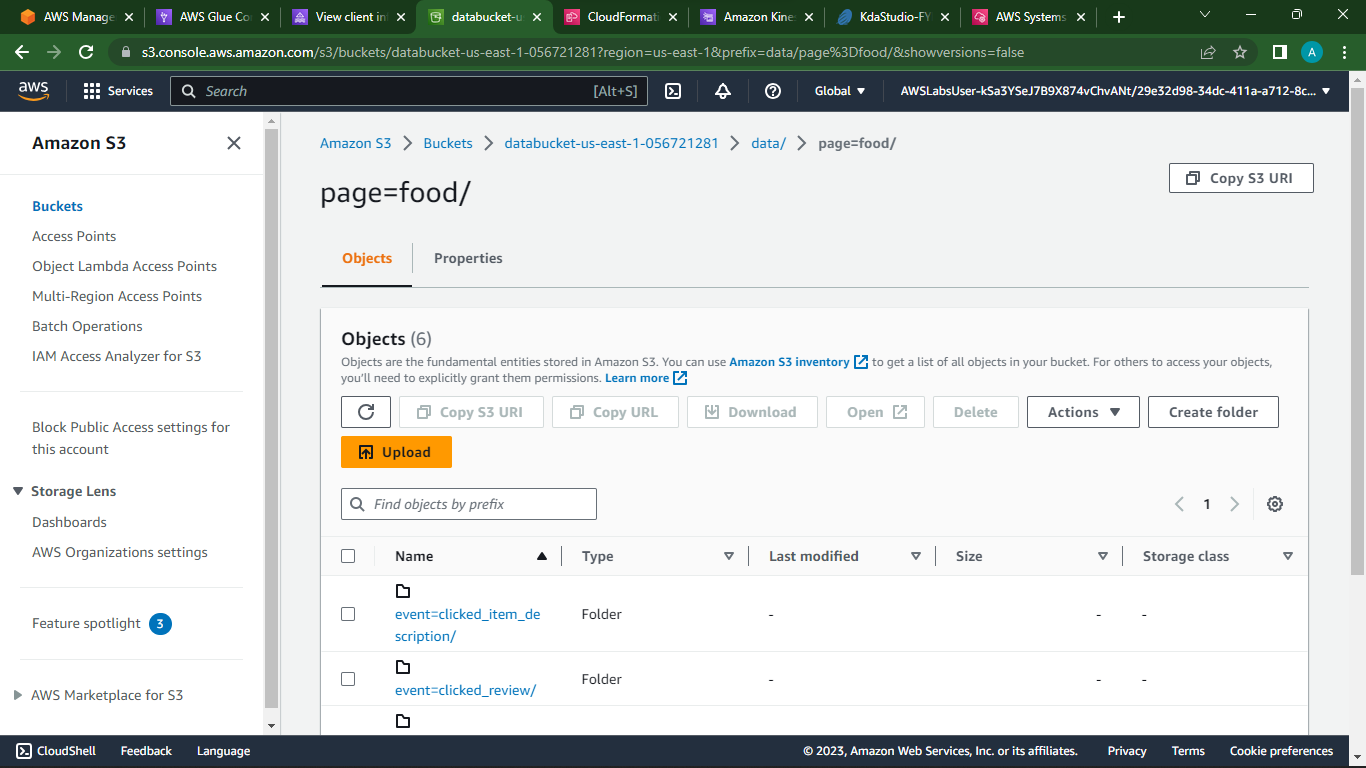 AWS Manage
AWS Glue Co
View client in
databucket-u
CloudFormati
Amazon Kines
KdaStudio-FY
AWS Systems
s3.console.aws.amazon.com/s3/buckets/databucket-us-east-1-056721281?region=us-east-1&prefix=data/page%3Dfood/&showversions=false
A
aws
Services
Search
[Alt+S]
Global
AWSLabsUser-kSa3YSeJ7B9X874vChvANt/29e32d98-34dc-411a-a712-8c...
Amazon S3
Buckets
Access Points
Object Lambda Access Points
Multi-Region Access Points
Batch Operations
IAM Access Analyzer for S3
Block Public Access settings for
this account
Storage Lens
Dashboards
AWS Organizations settings
Feature spotlight 3
AWS Marketplace for S3
Amazon S3 > Buckets > databucket-us-east-1-056721281 > data/ > page=food/
page=food/
Copy S3 URI
Objects
Properties
Objects (6)
Objects are the fundamental entities stored in Amazon S3. You can use Amazon S3 inventory to get a list of all objects in your bucket. For others to access your objects,
you'll need to explicitly grant them permissions. Learn more
Copy S3 URI
Copy URL
Download
Open
Delete
Actions
Create folder
Upload
Find objects by prefix
1
Name
Type
Last modified
Size
Storage class
event=clicked_item_de
scription/
Folder
-
-
-
event=clicked_review/
Folder
-
-
-
CloudShell
Feedback
Language
© 2023, Amazon Web Services, Inc. or its affiliates.
Privacy
Terms
Cookie preferences